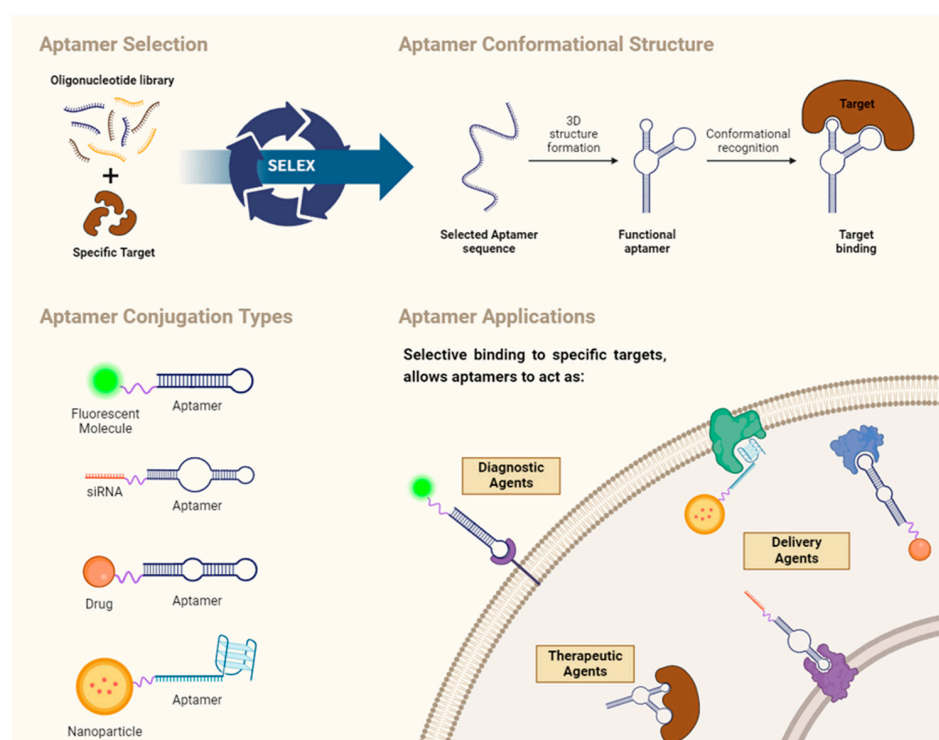 Aptamer Selection
Oligonucleotide library
+
Specific Target
SELEX
Aptamer Conformational Structure
3D
structure
formation
Conformational
recognition
Target
Selected Aptamer
sequence
Functional
aptamer
Target
binding
Aptamer Conjugation Types
Fluorescent
Molecule
Aptamer
siRNA
Aptamer
Drug
Aptamer
Nanoparticle
Aptamer
Aptamer Applications
Selective binding to specific targets,
allows aptamers to act as:
Diagnostic
Agents
Delivery
Agents
Therapeutic
Agents